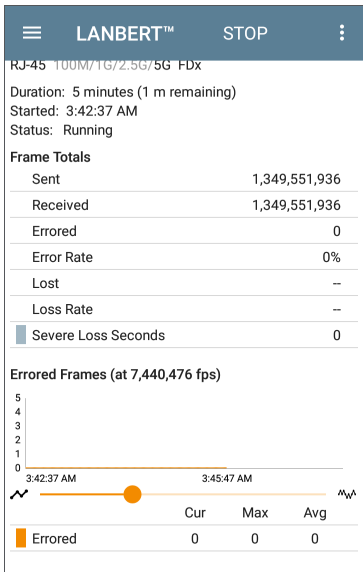 LANBERT™ STOP
RJ-45 100M/1G/2.5G/5G FDx
Duration: 5 minutes (1 m remaining)
Started: 3:42:37 AM
Status: Running
Frame Totals
Sent 1,349,551,936
Received 1,349,551,936
Errored 0
Error Rate 0%
Lost --
Loss Rate --
Severe Loss Seconds 0
Errored Frames (at 7,440,476 fps)
5
4
3
2
1
0
3:42:37 AM 3:45:47 AM
Cur Max Avg
Errored 0 0 0